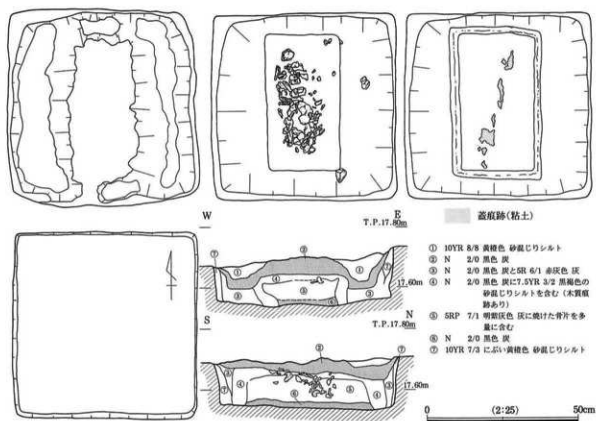 W
E
T.P.17.80m
17.60m
S
N
T.P.17.80m
17.60m
蓋痕跡(粘土)
① 10YR 8/8 黄橙色 砂混じりシルト
② N 2/0 黒色 炭
③ N 2/0 黒色 炭と5R 6/1 赤灰色 灰
④ N 2/0 黒色 炭に7.5YR 3/2 黒褐色の
砂混じりシルトを含む(木質痕
跡あり)
⑤ 5RP 7/1 明紫灰色 灰に焼けた骨片を多
量に含む
⑥ N 2/0 黒色 炭
⑦ 10YR 7/3 にぶい黄橙色 砂混じりシルト
0 (2:25) 50cm